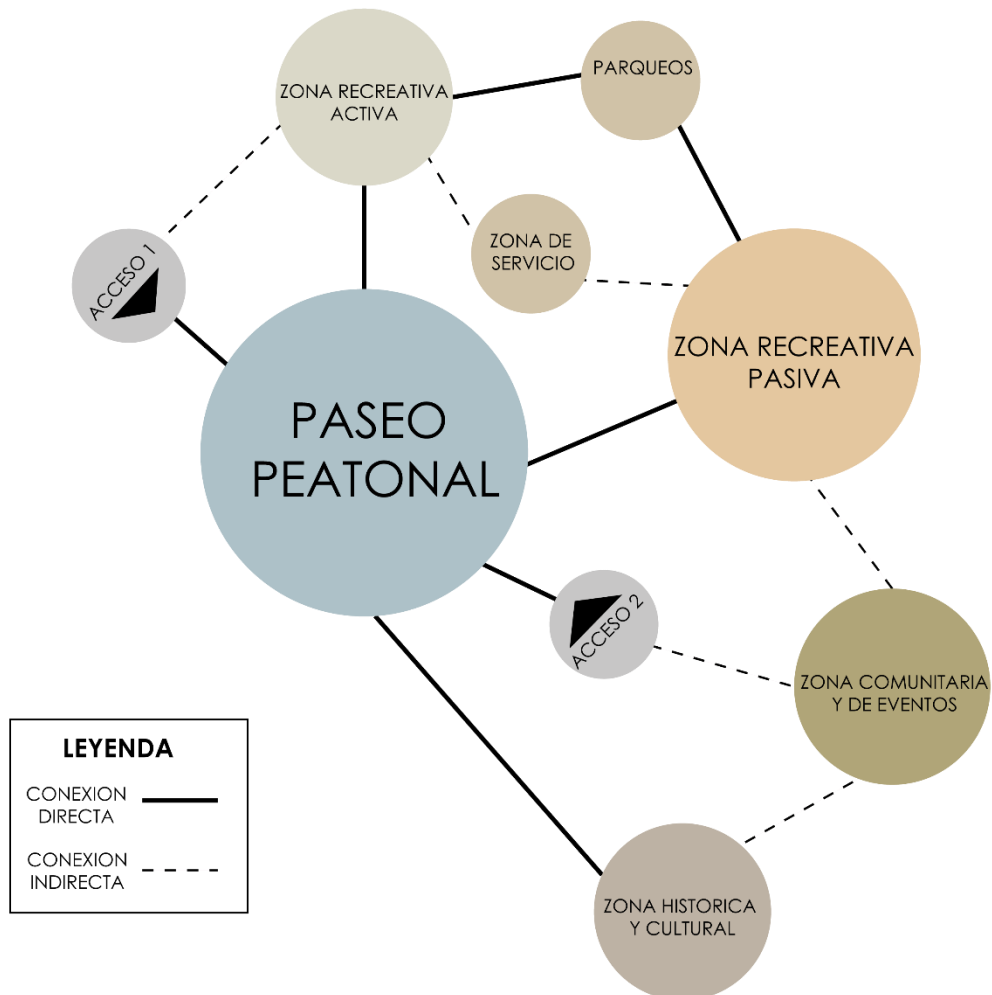 PARQUEOS
ZONA RECREATIVA
ACTIVA
ZONA DE
SERVICIO
ACCESO 1
ZONA RECREATIVA
PASIVA
PASEO
PEATONAL
ACCESO 2
ZONA COMUNITARIA
Y DE EVENTOS
LEYENDA
CONEXION
DIRECTA
CONEXION
INDIRECTA
ZONA HISTORICA
Y CULTURAL